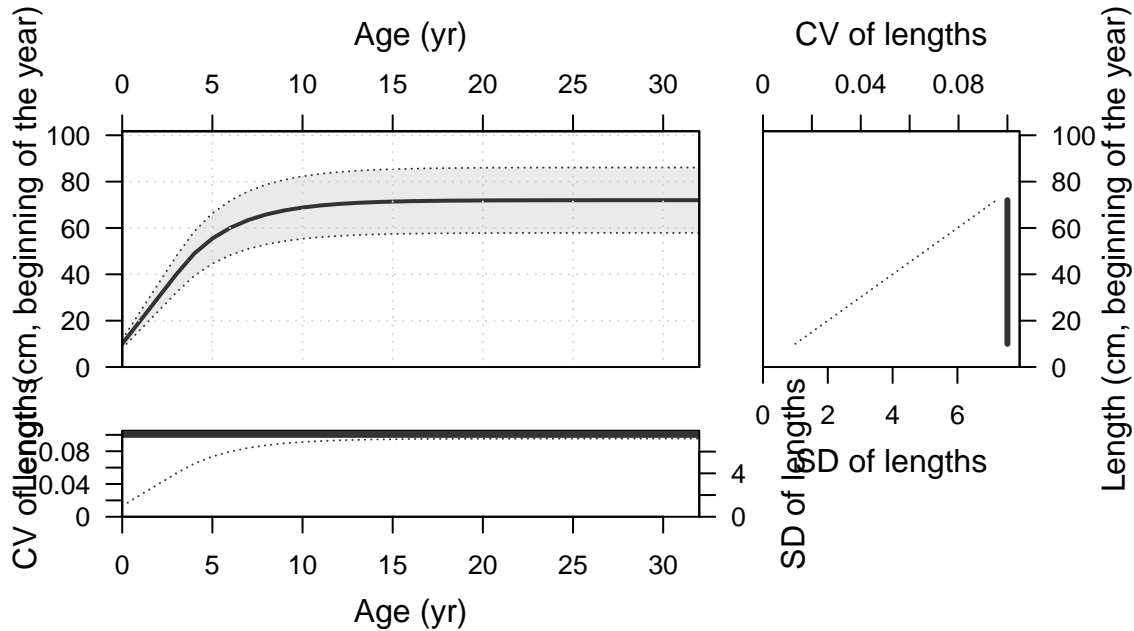 Age (yr)
CV of lengths
0 5 10 15 20 25 30
0 0.04 0.08
Length (cm, beginning of the year)
100
80
60
40
20
0
100
80
60
40
20
0
Length (cm, beginning of the year)
0 2 4 6
SD of lengths
CV of lengths
0.08
0.04
0
4
0
SD of lengths
0 5 10 15 20 25 30
Age (yr)